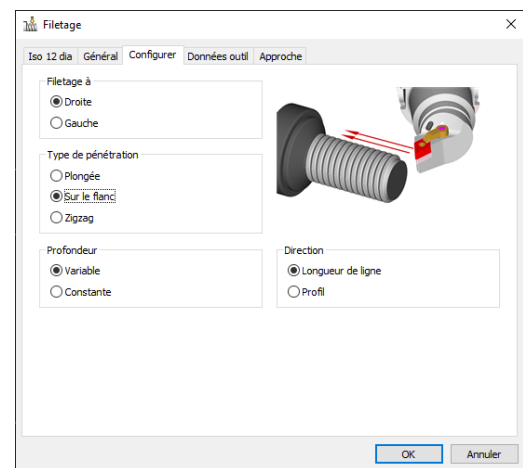 Filetage
Iso 12 dia Général Configurer Données outil Approche
Filetage à
Droite
Gauche
Type de pénétration
Plongée
Sur le flanc
Zigzag
Profondeur
Variable
Constante
Direction
Longueur de ligne
Profil
OK Annuler